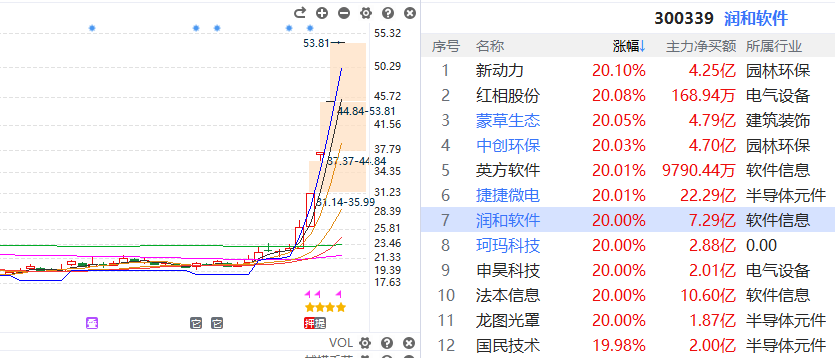 53.81
44.84-53.81
37.37-44.84
31.14-35.99
55.32
50.29
45.72
41.56
37.79
34.35
31.23
28.39
25.81
23.46
21.33
19.39
17.63
VOL
300339 润和软件
序号 名称 涨幅↓ 主力净买额 所属行业
1 新动力 20.10% 4.25亿 园林环保
2 红相股份 20.08% 168.94万 电气设备
3 蒙草生态 20.05% 4.79亿 建筑装饰
4 中创环保 20.03% 4.70亿 园林环保
5 英方软件 20.01% 9790.44万 软件信息
6 捷捷微电 20.01% 22.29亿 半导体元件
7 润和软件 20.00% 7.29亿 软件信息
8 珂玛科技 20.00% 2.88亿 0.00
9 申昊科技 20.00% 2.01亿 电气设备
10 法本信息 20.00% 10.60亿 软件信息
11 龙图光罩 20.00% 1.87亿 半导体元件
12 国民技术 19.98% 2.00亿 半导体元件